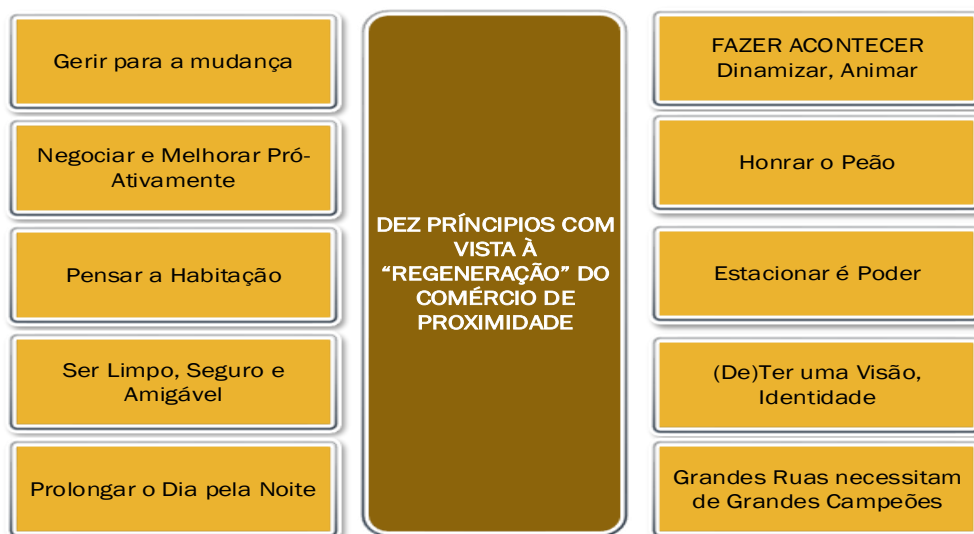 Gerir para a mudança
Negociar e Melhorar Pró-
Ativamente
Pensar a Habitação
Ser Limpo, Seguro e
Amigável
Prolongar o Dia pela Noite
DEZ PRÍNCIPIOS COM
VISTA À
“REGENERAÇÃO” DO
COMÉRCIO DE
PROXIMIDADE
FAZER ACONTECER
Dinamizar, Animar
Honrar o Peão
Estacionar é Poder
(De)Ter uma Visão,
Identidade
Grandes Ruas necessitam
de Grandes Campeões